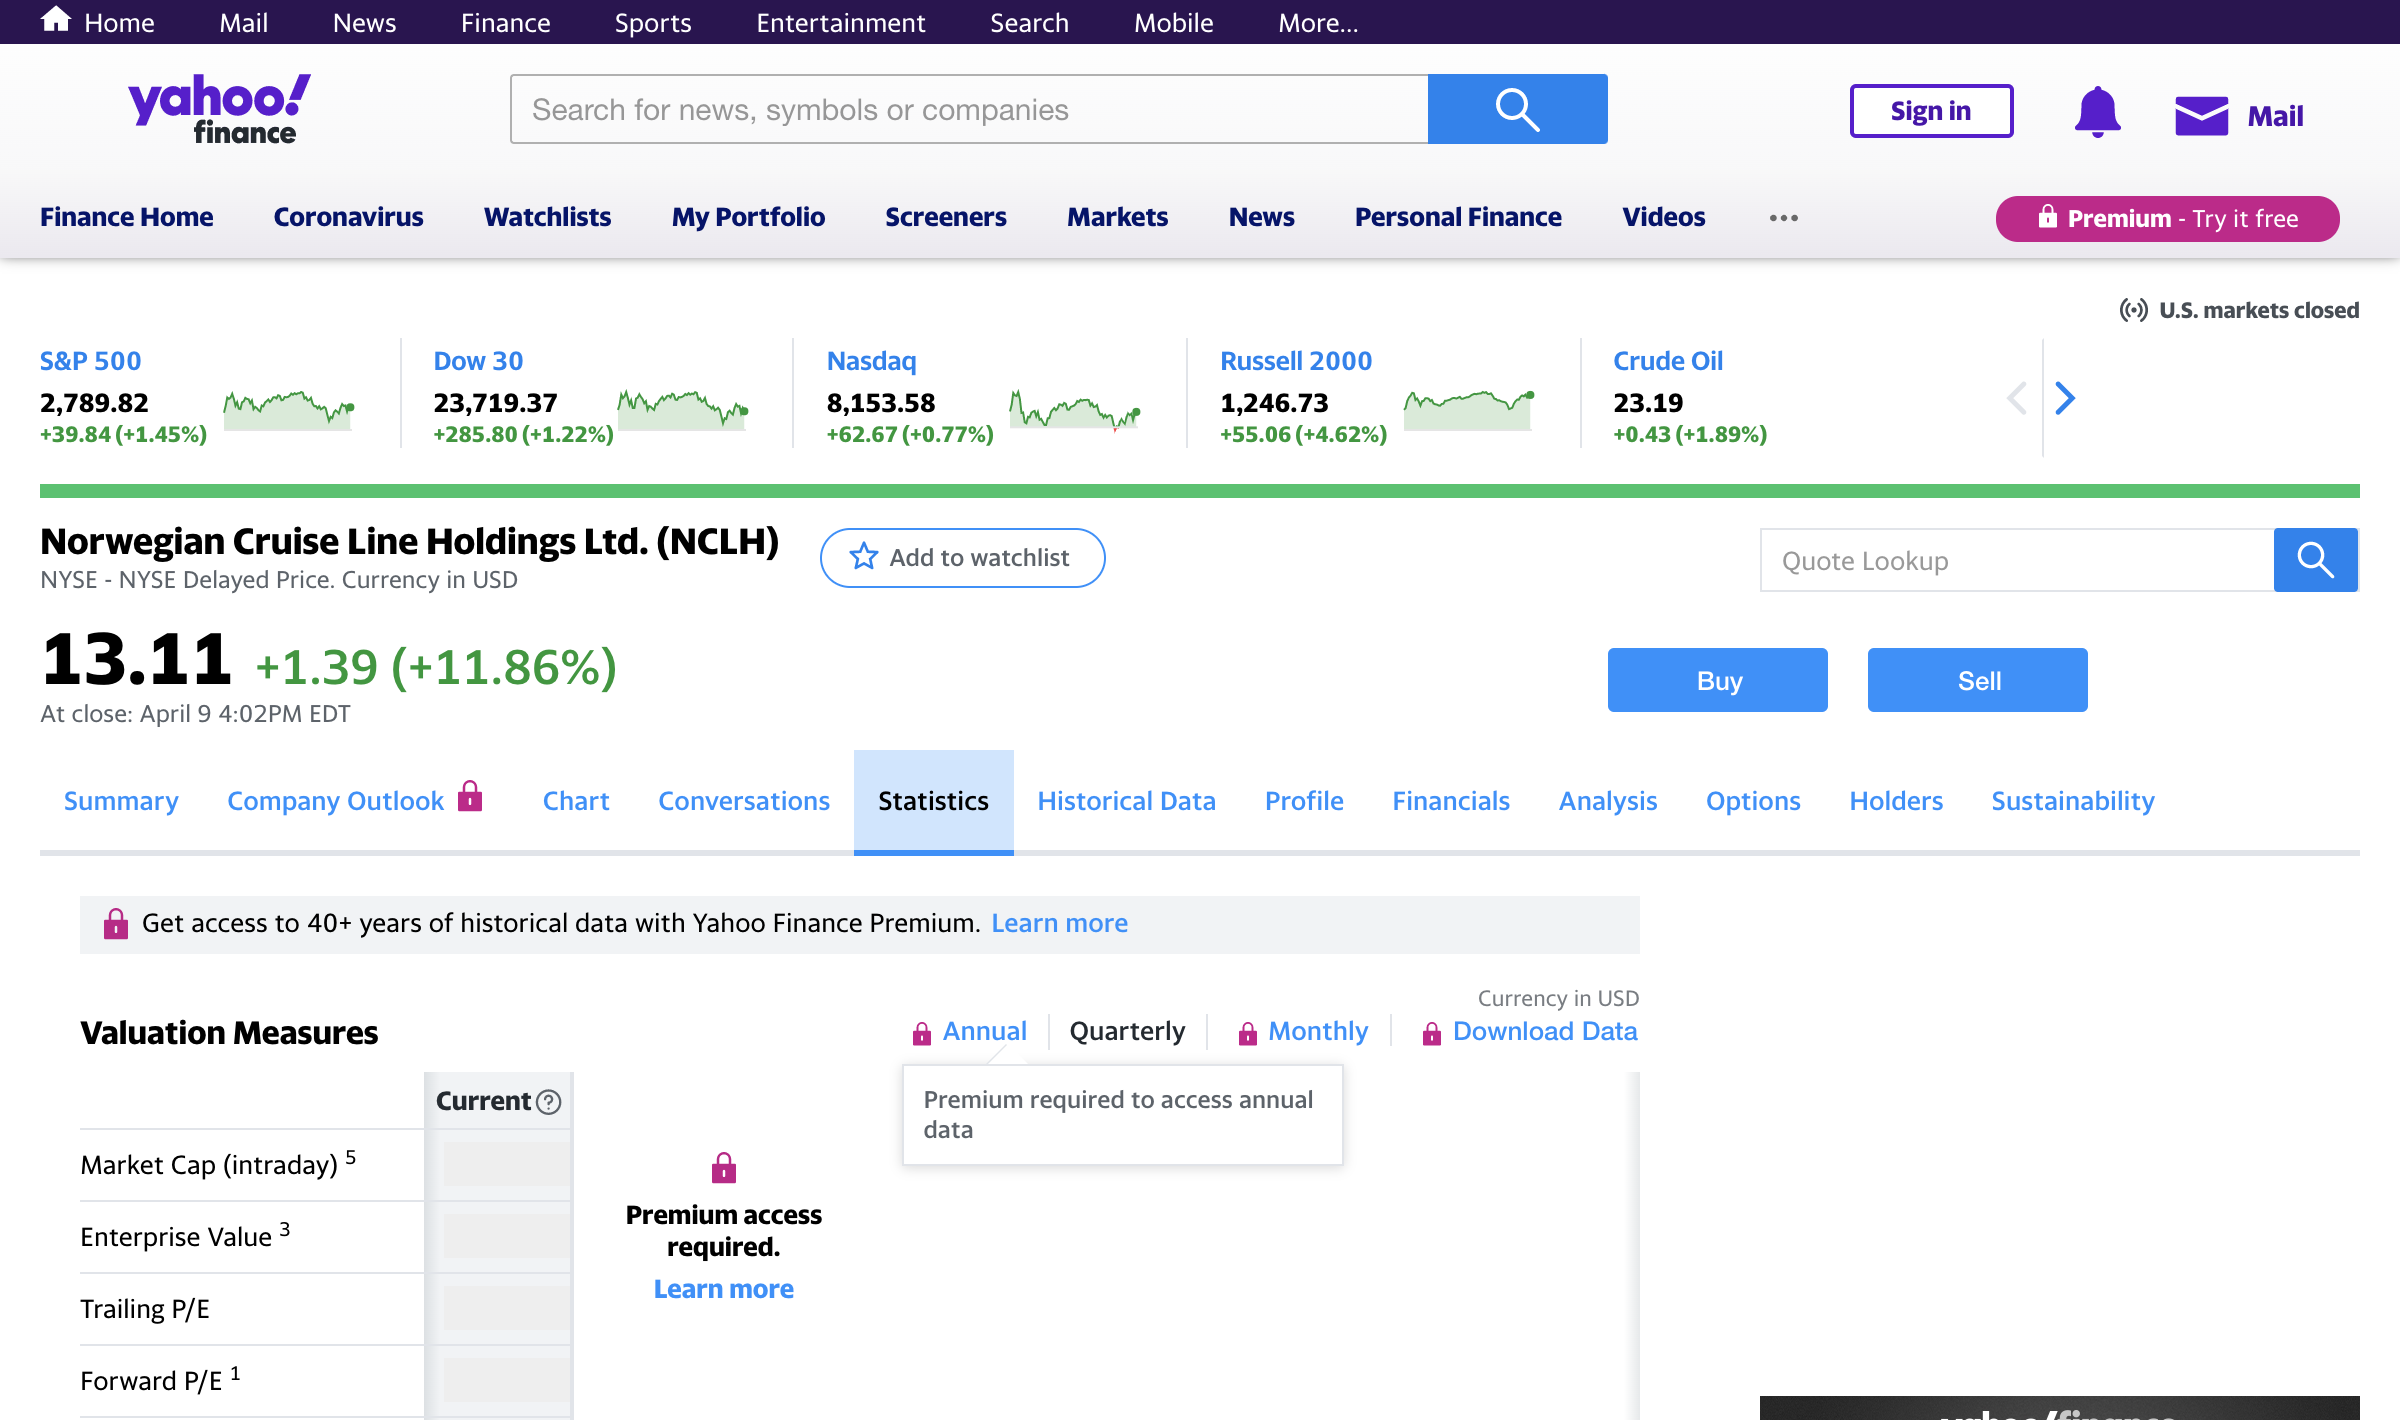 Home Mail News Finance Sports Entertainment Search Mobile More...
yahoo! finance
Search for news, symbols or companies
Sign in
Mail
Finance Home Coronavirus Watchlists My Portfolio Screeners Markets News Personal Finance Videos ••• Premium - Try it free
U.S. markets closed
S&P 500
2,789.82
+39.84 (+1.45%)
Dow 30
23,719.37
+285.80 (+1.22%)
Nasdaq
8,153.58
+62.67 (+0.77%)
Russell 2000
1,246.73
+55.06 (+4.62%)
Crude Oil
23.19
+0.43 (+1.89%)
Norwegian Cruise Line Holdings Ltd. (NCLH)
NYSE - NYSE Delayed Price. Currency in USD
Add to watchlist
Quote Lookup
13.11 +1.39 (+11.86%)
At close: April 9 4:02PM EDT
Buy Sell
Summary Company Outlook Chart Conversations Statistics Historical Data Profile Financials Analysis Options Holders Sustainability
Get access to 40+ years of historical data with Yahoo Finance Premium. Learn more
Currency in USD
Valuation Measures
Annual Quarterly Monthly Download Data
Premium required to access annual
data
Current ?
Market Cap (intraday) 5
Enterprise Value 3
Trailing P/E
Forward P/E 1
Premium access
required.
Learn more
yahoo!finance